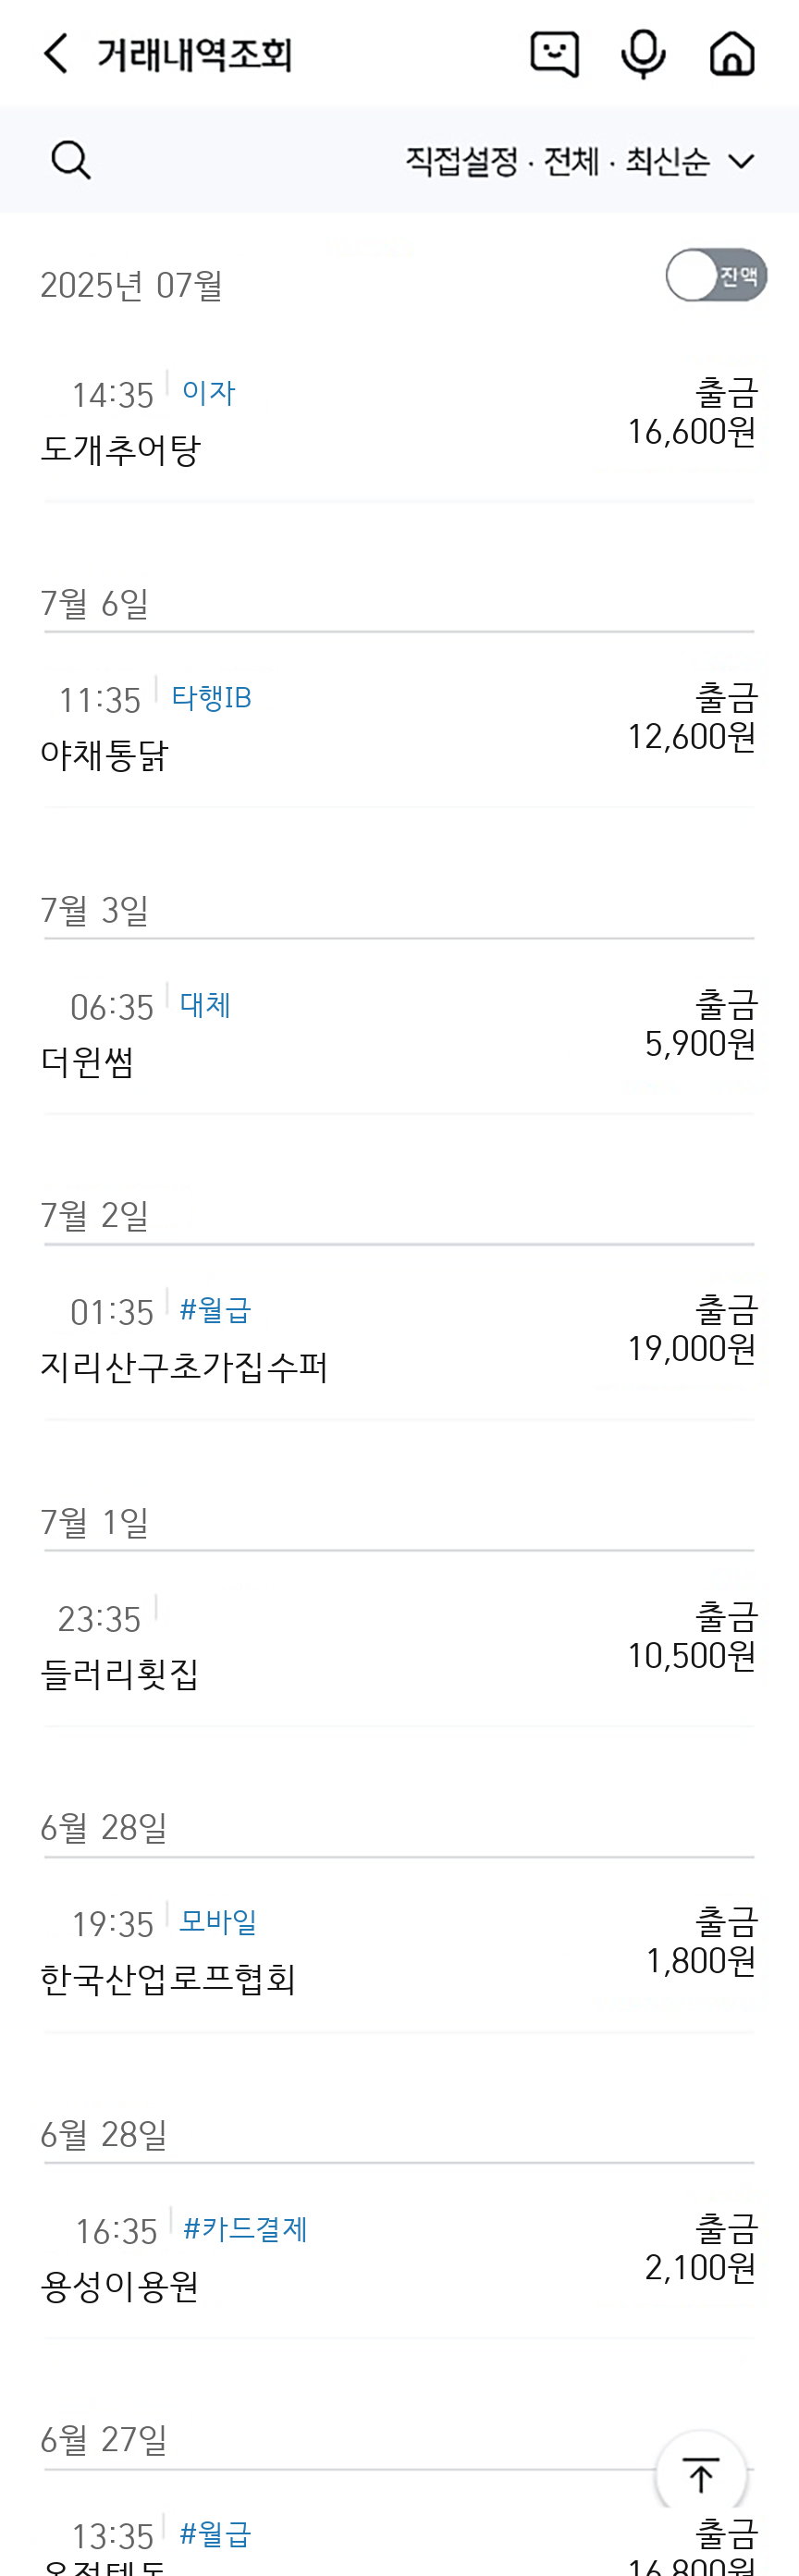 거래내역조회
직접설정 · 전체 · 최신순
2025년 07월
잔액
14:35 이자
출금
도개추어탕
16,600원
7월 6일
11:35 타행IB
출금
야채통닭
12,600원
7월 3일
06:35 대체
출금
더윈썸
5,900원
7월 2일
01:35 #월급
출금
지리산구초가집수퍼
19,000원
7월 1일
23:35
출금
들러리횟집
10,500원
6월 28일
19:35 모바일
출금
한국산업로프협회
1,800원
6월 28일
16:35 #카드결제
출금
용성이용원
2,100원
6월 27일
13:35 #월급
출금
16,800원